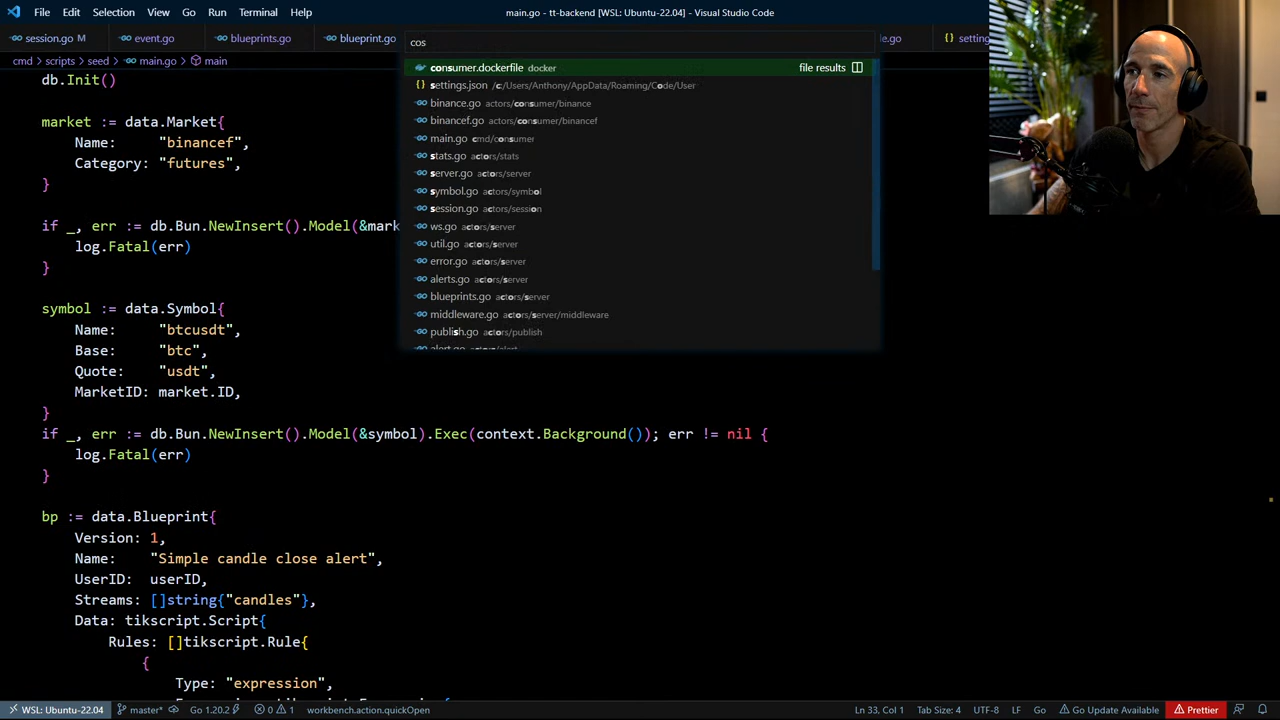 File Edit Selection View Go Run Terminal Help
main.go - tt-backend [WSL: Ubuntu-22.04] - Visual Studio Code
session.go M event.go blueprints.go blueprint.go
cos
cmd > scripts > seed > main.go > main
consumer.dockerfile docker file results
settings.json /c/Users/Anthony/AppData/Roaming/Code/User
binance.go actors/consumer/binance
binancef.go actors/consumer/binancef
main.go cmd/consumer
stats.go actors/stats
server.go actors/server
symbol.go actors/symbol
session.go actors/session
ws.go actors/server
util.go actors/server
error.go actors/server
alerts.go actors/server
blueprints.go actors/server
middleware.go actors/server/middleware
publish.go actors/publish
alert.go actors/alert
db.Init()
market := data.Market{
Name: "binancef",
Category: "futures",
}
if _, err := db.Bun.NewInsert().Model(&mark
log.Fatal(err)
}
symbol := data.Symbol{
Name: "btcusdt",
Base: "btc",
Quote: "usdt",
MarketID: market.ID,
}
if _, err := db.Bun.NewInsert().Model(&symbol).Exec(context.Background()); err != nil {
log.Fatal(err)
}
bp := data.Blueprint{
Version: 1,
Name: "Simple candle close alert",
UserID: userID,
Streams: []string{"candles"},
Data: tikscript.Script{
Rules: []tikscript.Rule{
{
Type: "expression",
WSL: Ubuntu-22.04 master* Go 1.20.2 0 1 workbench.action.quickOpen Ln 33, Col 1 Tab Size: 4 UTF-8 LF Go Go Update Available Prettier